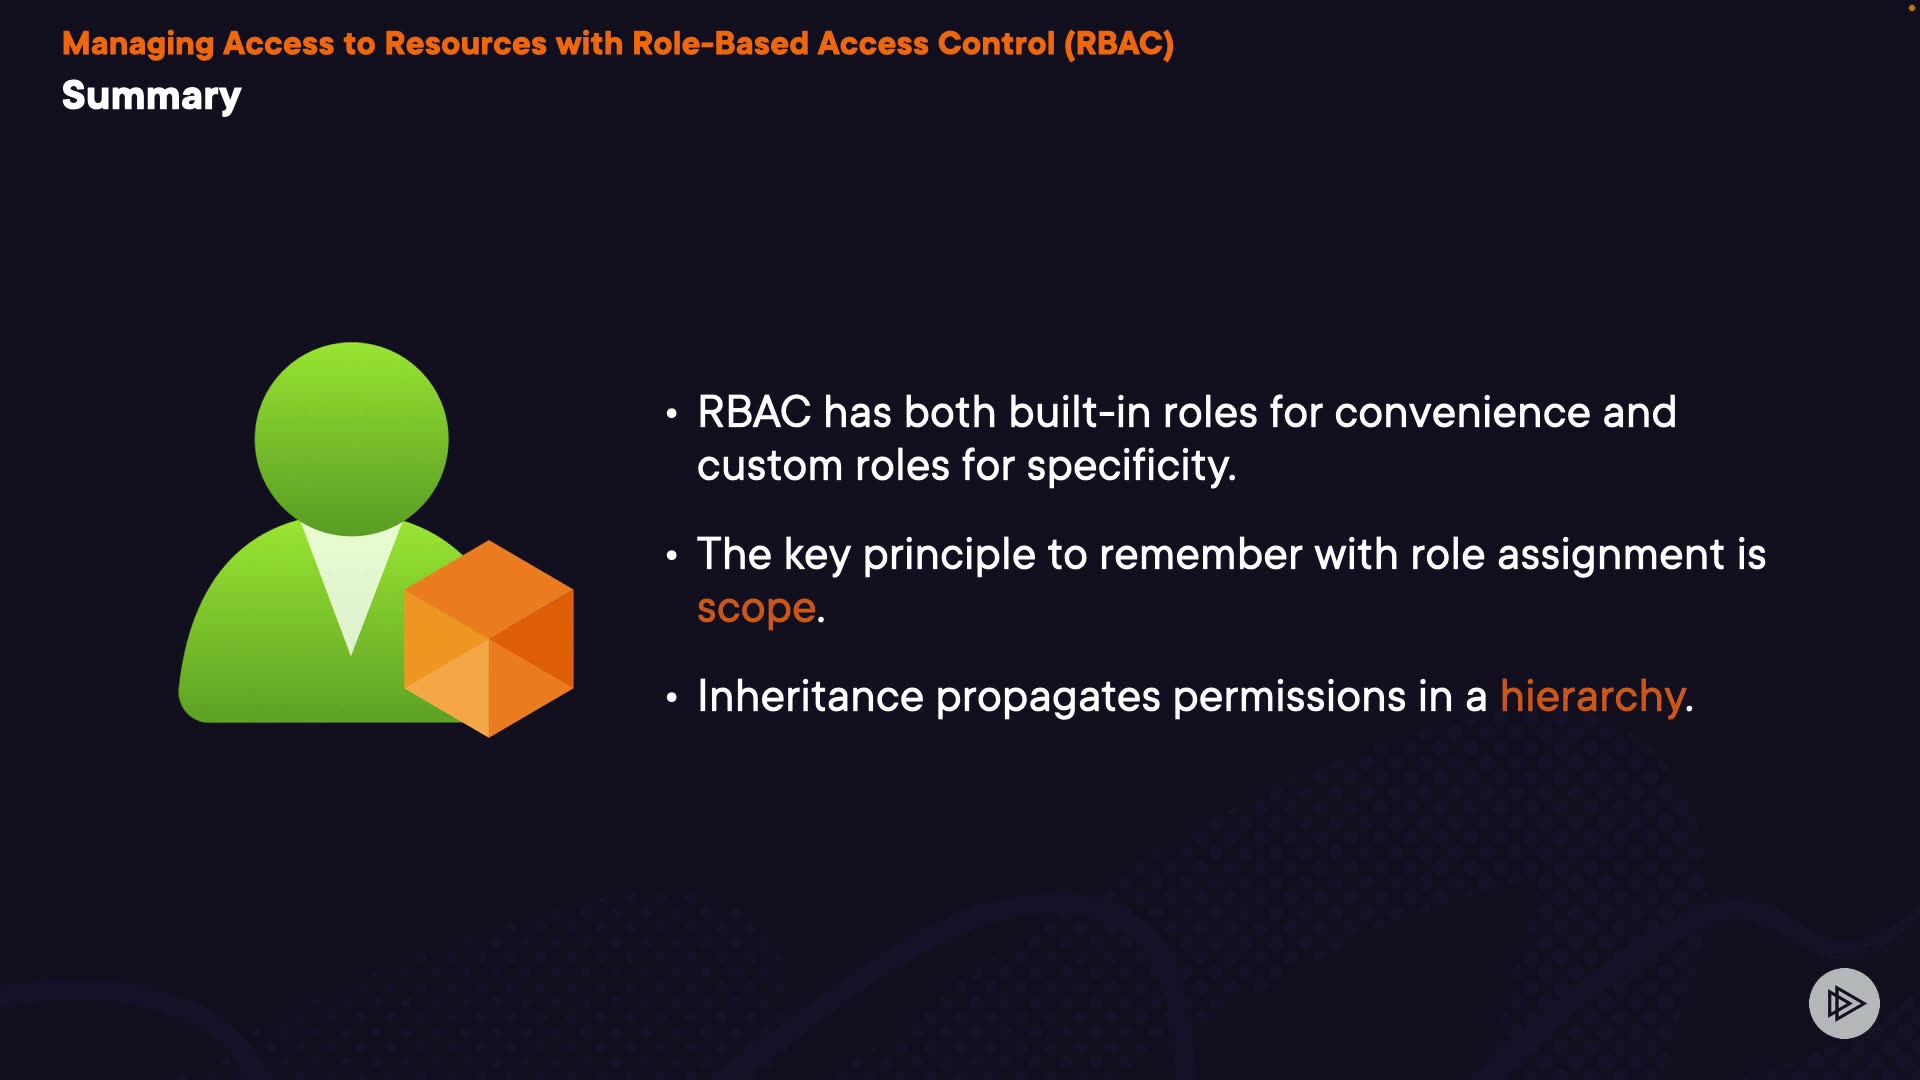 Managing Access to Resources with Role-Based Access Control (RBAC)
Summary
• RBAC has both built-in roles for convenience and
custom roles for specificity.
• The key principle to remember with role assignment is
scope.
• Inheritance propagates permissions in a hierarchy.